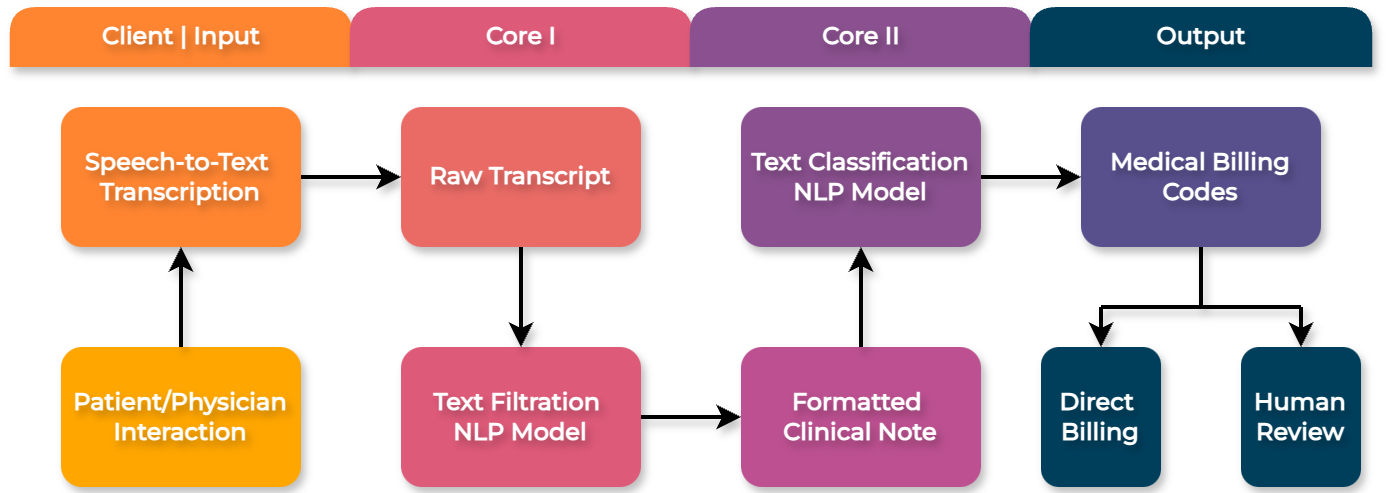 Client | Input
Core I
Core II
Output
Speech-to-Text
Transcription
Raw Transcript
Text Classification
NLP Model
Medical Billing
Codes
Patient/Physician
Interaction
Text Filtration
NLP Model
Formatted
Clinical Note
Direct
Billing
Human
Review